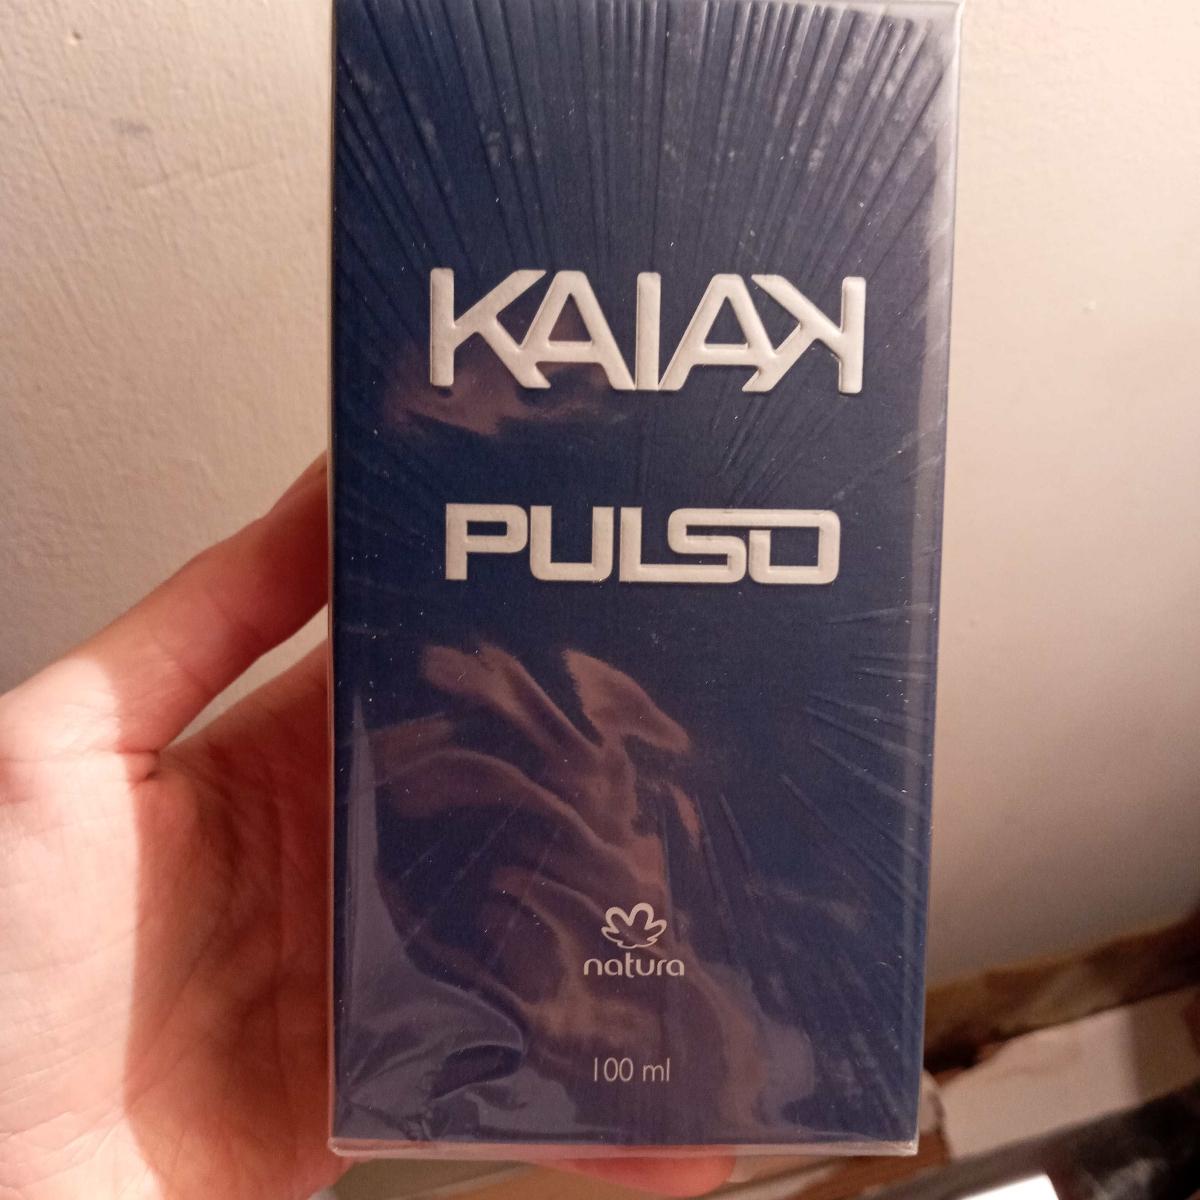 KAIAK
PULSO
natura
100 ml